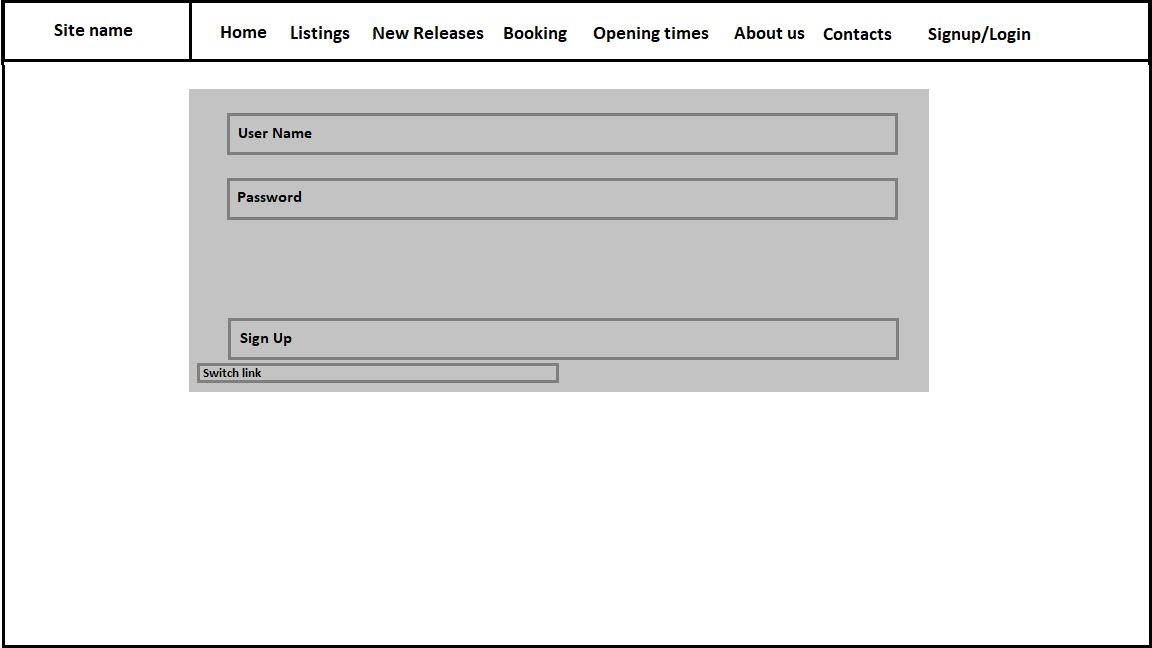 Site name Home Listings New Releases Booking Opening times About us Contacts Signup/Login
User Name
Password
Sign Up
Switch link